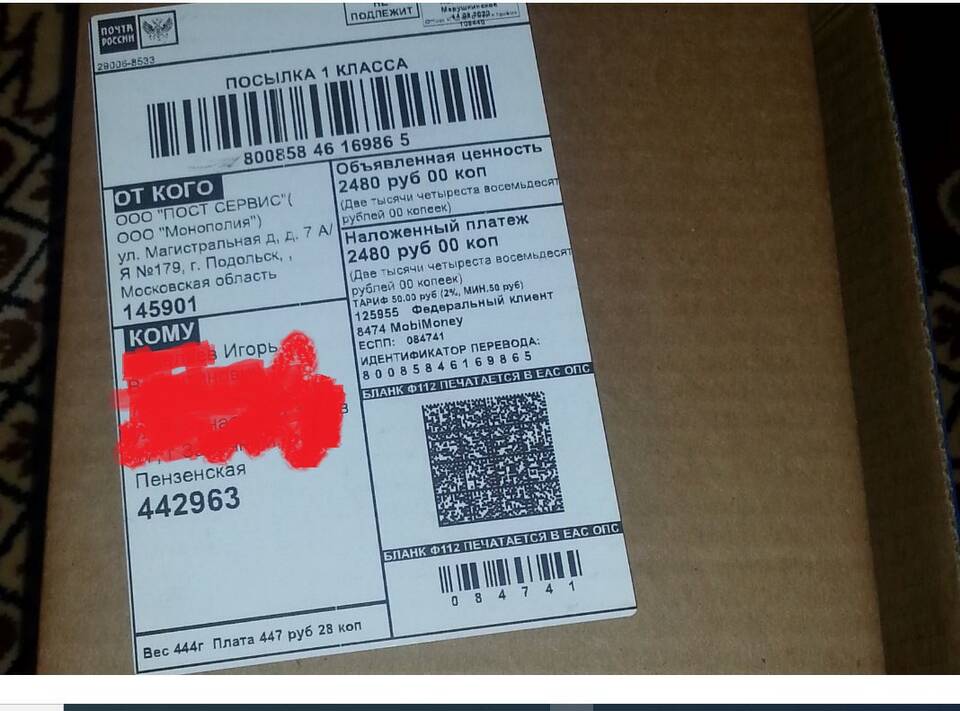 ПОЧТА
РОССИИ
НЕ
ПОДЛЕЖИТ
Марушкинское
108440
29006-8533
ПОСЫЛКА 1 КЛАССА
800858 46 16986 5
ОТ КОГО
ООО "ПОСТ СЕРВИС"(
ООО "Монополия")
ул. Магистральная д, д. 7 А/
Я №179, г. Подольск, ,
Московская область
145901
КОМУ
Игорь
Пензенская
442963
Вес 444г Плата 447 руб 28 коп
Объявленная ценность
2480 руб 00 коп
(Две тысячи четыреста восемьдесят
рублей 00 копеек)
Наложенный платеж
2480 руб 00 коп
(Две тысячи четыреста восемьдесят
рублей 00 копеек)
ТАРИФ 50.00 руб (2%, МИН.50 руб)
125955 Федеральный клиент
8474 MobiMoney
ЕСПП: 084741
ИДЕНТИФИКАТОР ПЕРЕВОДА:
80085846169865
БЛАНК Ф112 ПЕЧАТАЕТСЯ В ЕАС ОПС
БЛАНК Ф112 ПЕЧАТАЕТСЯ В ЕАС ОПС
084741